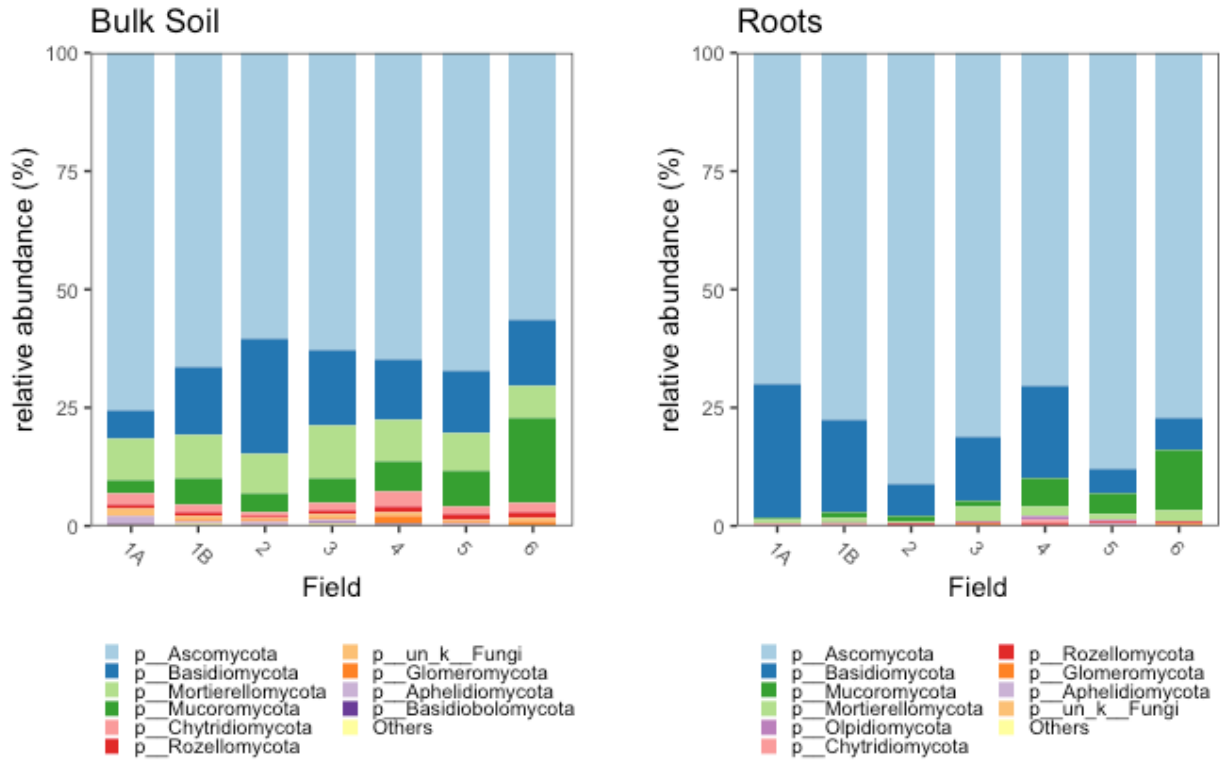 Bulk Soil
relative abundance (%)
100
75
50
25
0
1A 1B 2 3 4 5 6
Field
p__Ascomycota
p__Basidiomycota
p__Mortierellomycota
p__Mucoromycota
p__Chytridiomycota
p__Rozellomycota
p__un_k__Fungi
p__Glomeromycota
p__Aphelidiomycota
p__Basidiobolomycota
Others
Roots
relative abundance (%)
100
75
50
25
0
1A 1B 2 3 4 5 6
Field
p__Ascomycota
p__Basidiomycota
p__Mucoromycota
p__Mortierellomycota
p__Olpidiomycota
p__Chytridiomycota
p__Rozellomycota
p__Glomeromycota
p__Aphelidiomycota
p__un_k__Fungi
Others